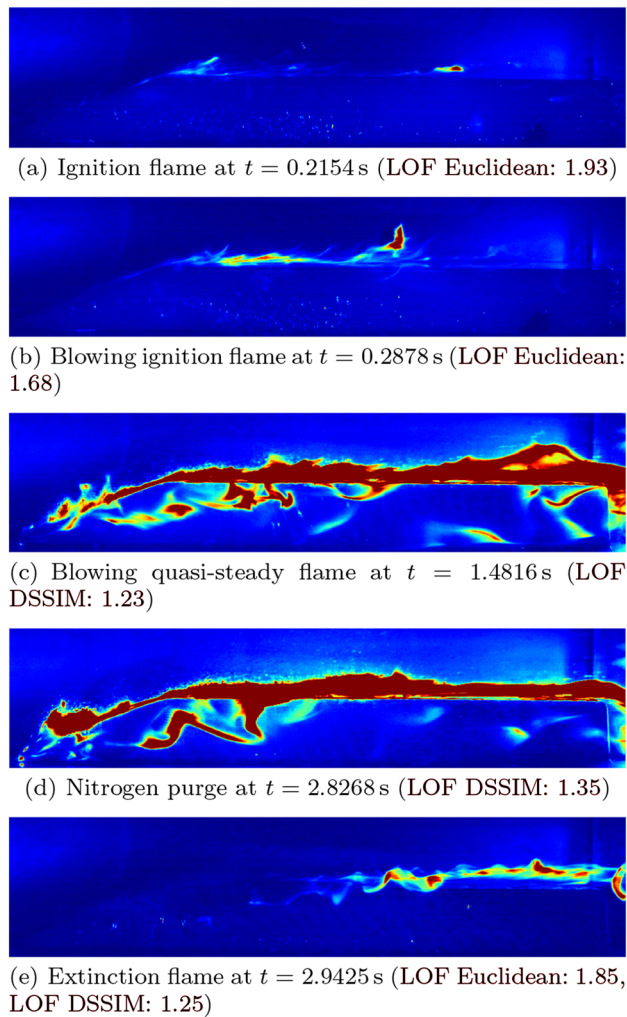 (a) Ignition flame at t = 0.2154 s (LOF Euclidean: 1.93)
(b) Blowing ignition flame at t = 0.2878 s (LOF Euclidean:
1.68)
(c) Blowing quasi-steady flame at t = 1.4816 s (LOF
DSSIM: 1.23)
(d) Nitrogen purge at t = 2.8268 s (LOF DSSIM: 1.35)
(e) Extinction flame at t = 2.9425 s (LOF Euclidean: 1.85,
LOF DSSIM: 1.25)